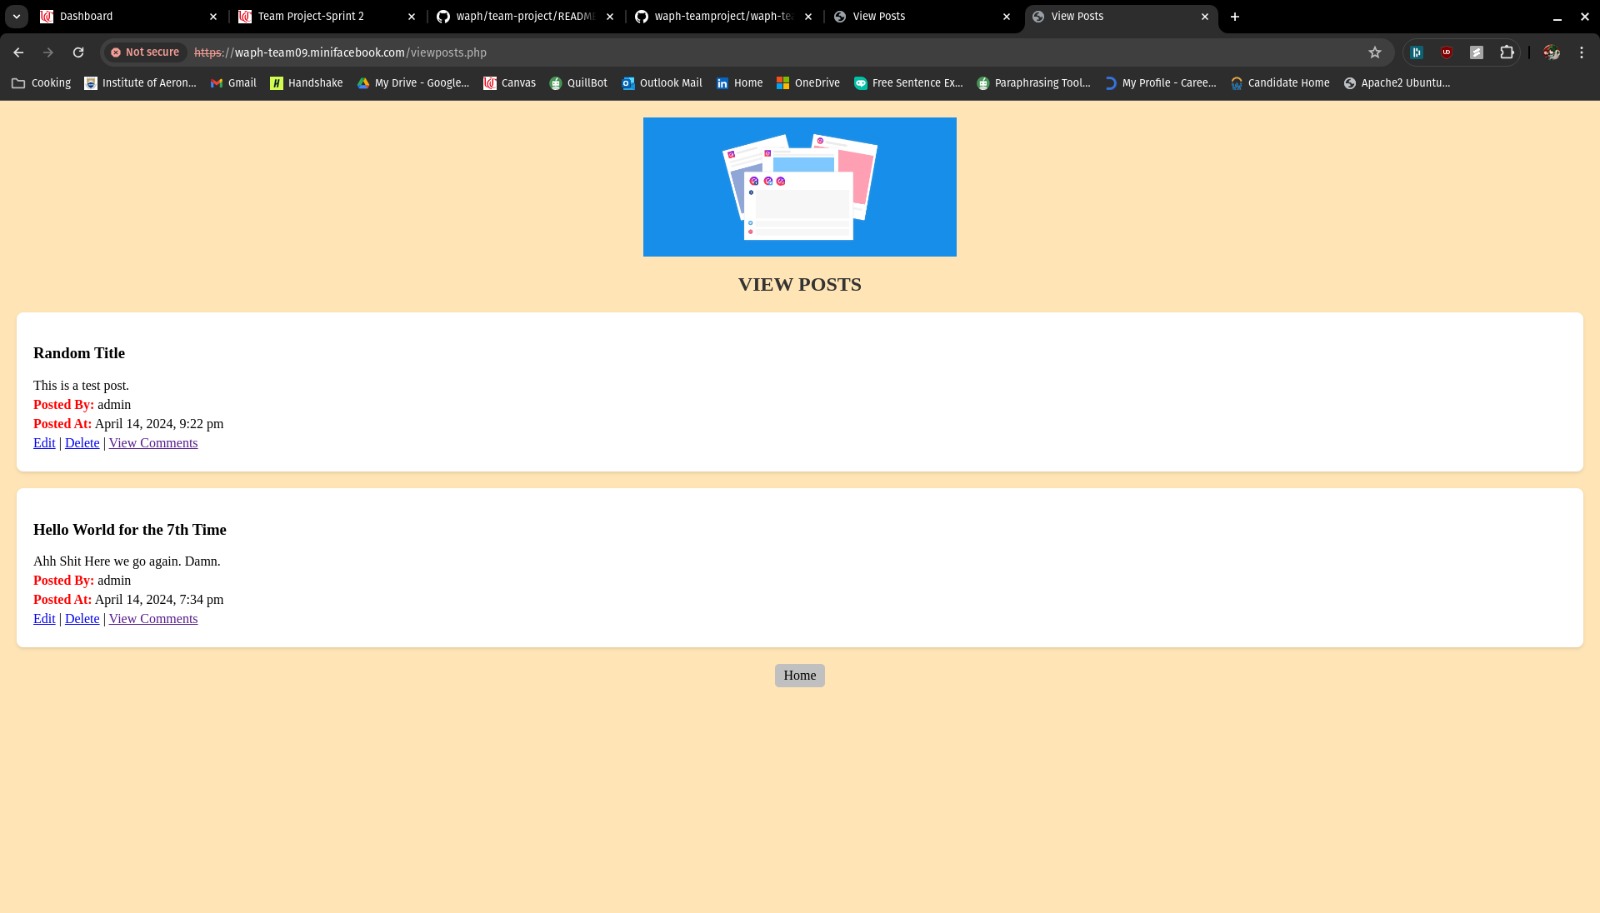 Dashboard
Team Project-Sprint 2
waph/team-project/README
waph-teamproject/waph-te
View Posts
View Posts
Not secure
https://waph-team09.minifacebook.com/viewposts.php
Cooking
Institute of Aeron...
Gmail
Handshake
My Drive - Google...
Canvas
QuillBot
Outlook Mail
Home
OneDrive
Free Sentence Ex...
Paraphrasing Tool...
My Profile - Caree...
Candidate Home
Apache2 Ubuntu...
VIEW POSTS
Random Title
This is a test post.
Posted By: admin
Posted At: April 14, 2024, 9:22 pm
Edit | Delete | View Comments
Hello World for the 7th Time
Ahh Shit Here we go again. Damn.
Posted By: admin
Posted At: April 14, 2024, 7:34 pm
Edit | Delete | View Comments
Home